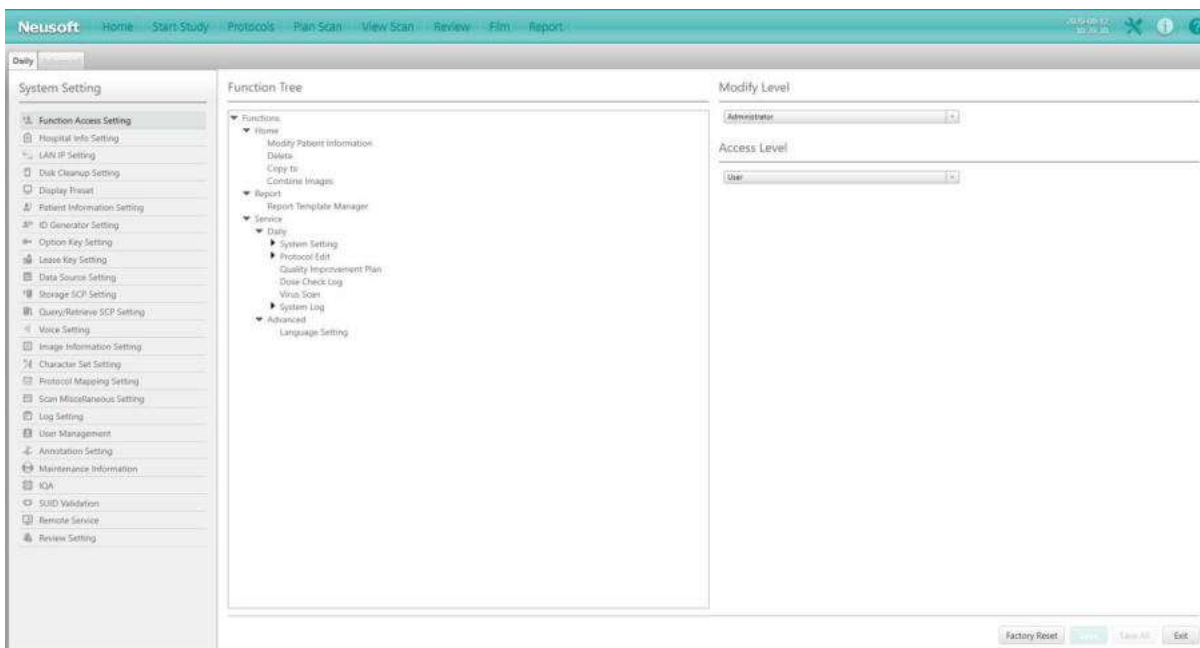 Neusoft Home Start Study Protocols Plan Scan View Scan Review Film Report
Daily Advanced
System Setting
Function Access Setting
Hospital Info Setting
LAN IP Setting
Disk Cleanup Setting
Display Preset
Patient Information Setting
ID Generator Setting
Option Key Setting
Lease Key Setting
Data Source Setting
Storage SCP Setting
Query/Retrieve SCP Setting
Voice Setting
Image Information Setting
Character Set Setting
Protocol Mapping Setting
Scan Miscellaneous Setting
Log Setting
User Management
Annotation Setting
Maintenance Information
IQA
SUID Validation
Remote Service
Review Setting
Function Tree
Functions
Home
Modify Patient Information
Delete
Copy to
Combine Images
Report
Report Template Manager
Service
Daily
System Setting
Protocol Edit
Quality Improvement Plan
Dose Check Log
Virus Scan
System Log
Advanced
Language Setting
Modify Level
Administrator
Access Level
User
Factory Reset Save Save All Exit